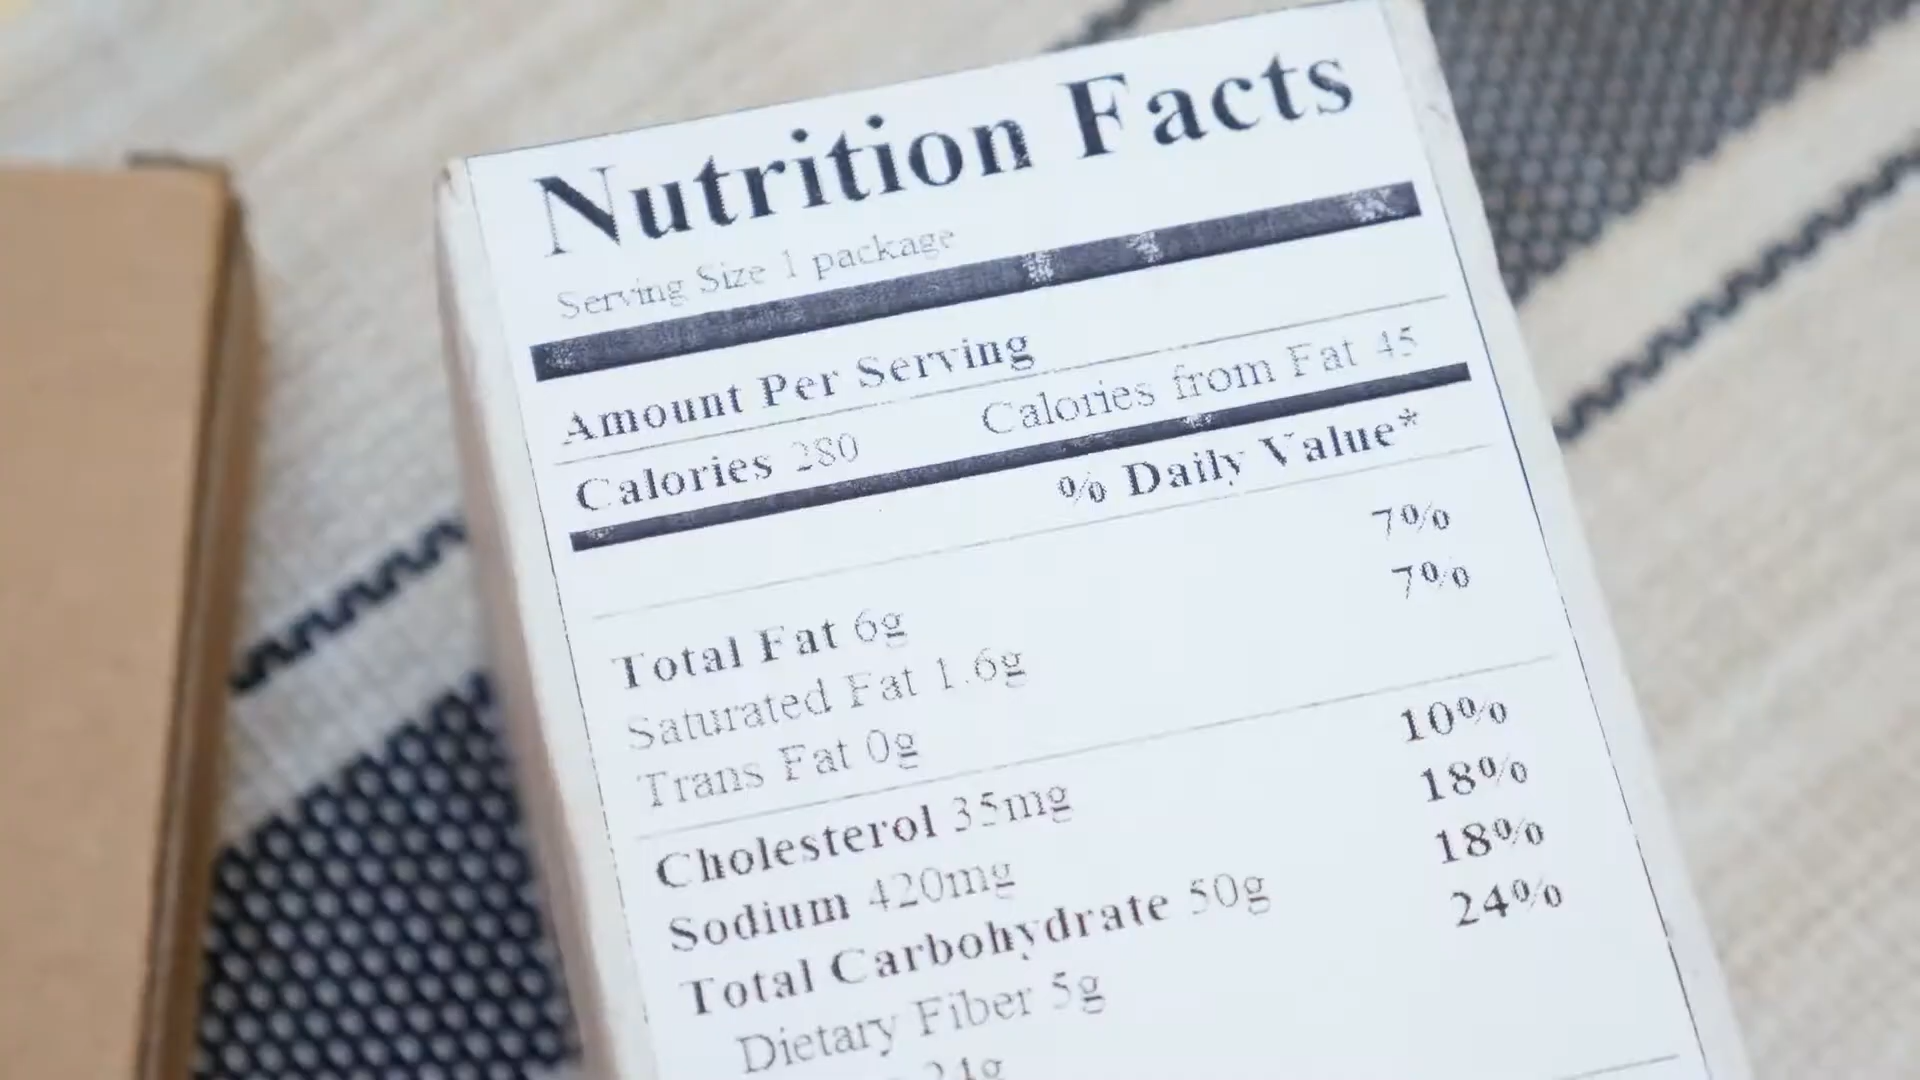 Nutrition Facts
Serving Size 1 package
Amount Per Serving
Calories 280 Calories from Fat 45
% Daily Value*
7%
7%
Total Fat 6g
Saturated Fat 1.6g
Trans Fat 0g
10%
Cholesterol 35mg
18%
Sodium 420mg
18%
Total Carbohydrate 50g
24%
Dietary Fiber 5g
24g